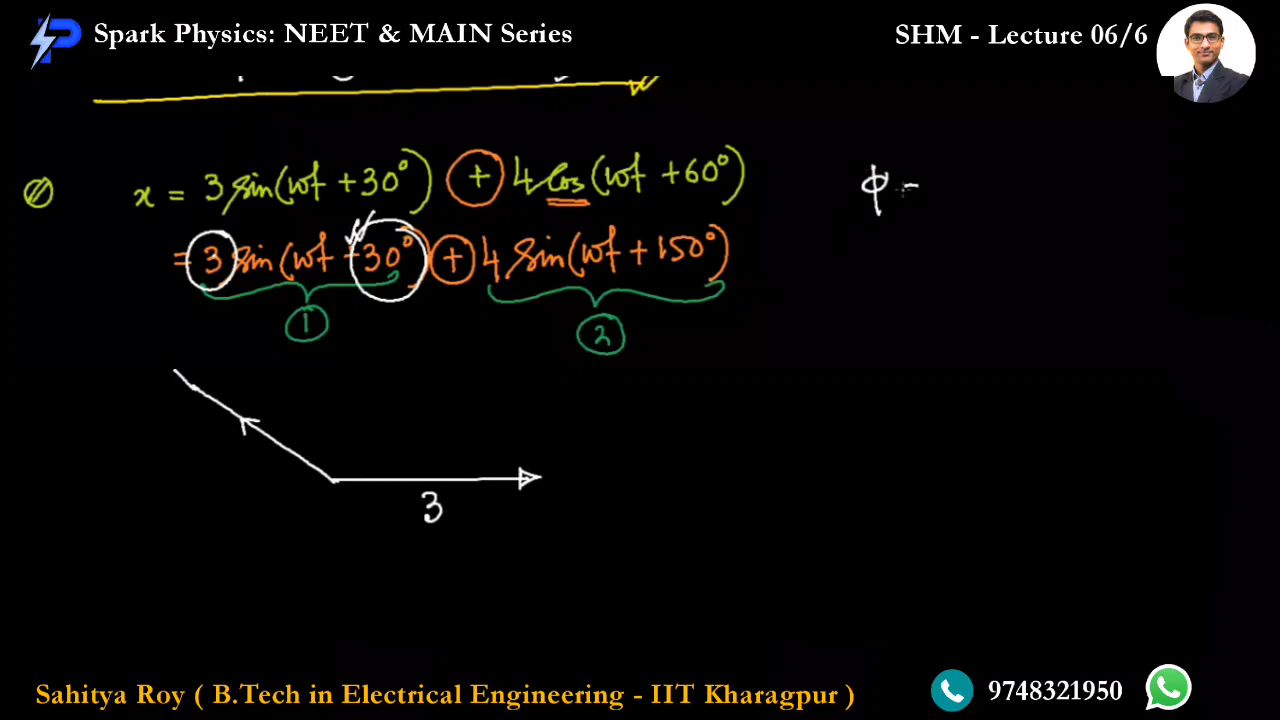 Spark Physics: NEET & MAIN Series
SHM - Lecture 06/6
x = 3 sin(ωt + 30°) + 4 cos(ωt + 60°)
= 3 sin(ωt + 30°) + 4 sin(ωt + 150°)
1
2
ϕ =
3
Sahitya Roy ( B.Tech in Electrical Engineering - IIT Kharagpur )
9748321950